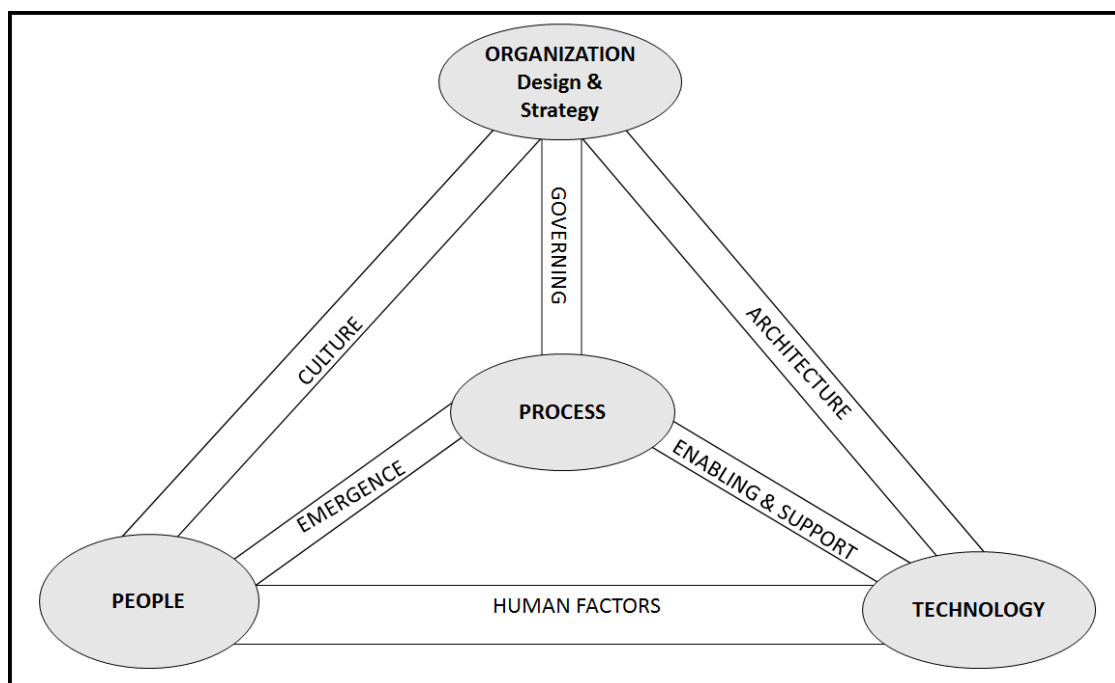 ORGANIZATION
Design &
Strategy
GOVERNING
CULTURE
ARCHITECTURE
PROCESS
EMERGENCE
ENABLING & SUPPORT
PEOPLE
HUMAN FACTORS
TECHNOLOGY